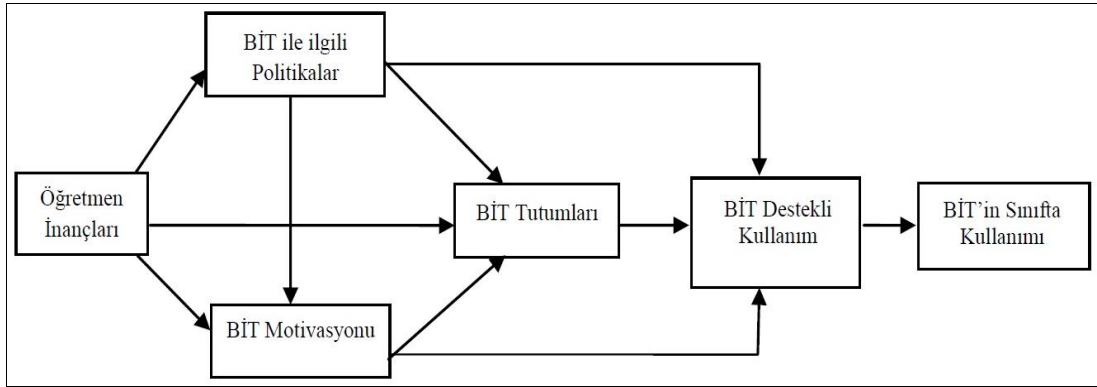 BİT ile ilgili
Politikalar
Öğretmen
İnançları
BİT Tutumları
BİT Destekli
Kullanım
BİT’in Sınıfta
Kullanımı
BİT Motivasyonu